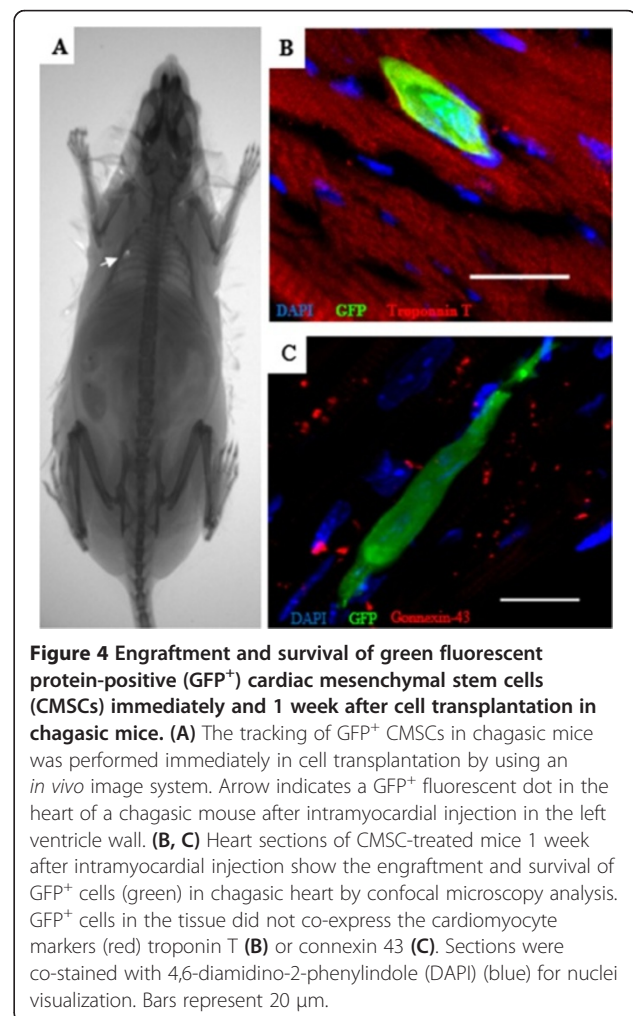 A
B
DAPI GFP Troponnin T
C
DAPI GFP Connexin-43
Figure 4 Engraftment and survival of green fluorescent
protein-positive (GFP⁺) cardiac mesenchymal stem cells
(CMSCs) immediately and 1 week after cell transplantation in
chagasic mice. (A) The tracking of GFP⁺ CMSCs in chagasic mice
was performed immediately in cell transplantation by using an
in vivo image system. Arrow indicates a GFP⁺ fluorescent dot in the
heart of a chagasic mouse after intramyocardial injection in the left
ventricle wall. (B, C) Heart sections of CMSC-treated mice 1 week
after intramyocardial injection show the engraftment and survival of
GFP⁺ cells (green) in chagasic heart by confocal microscopy analysis.
GFP⁺ cells in the tissue did not co-express the cardiomyocyte
markers (red) troponin T (B) or connexin 43 (C). Sections were
co-stained with 4,6-diamidino-2-phenylindole (DAPI) (blue) for nuclei
visualization. Bars represent 20 μm.